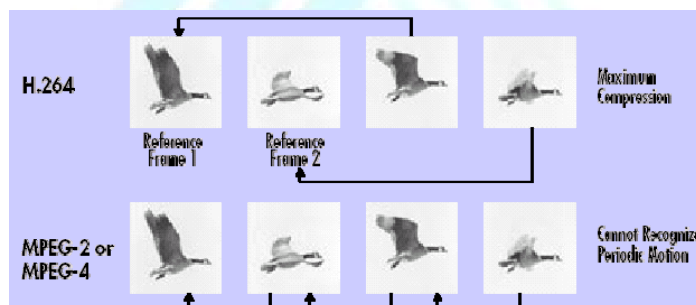 H.264
Maximum
Compression
Reference
Frame 1
Reference
Frame 2
MPEG-2 or
MPEG-4
Cannot Recognize
Periodic Motion